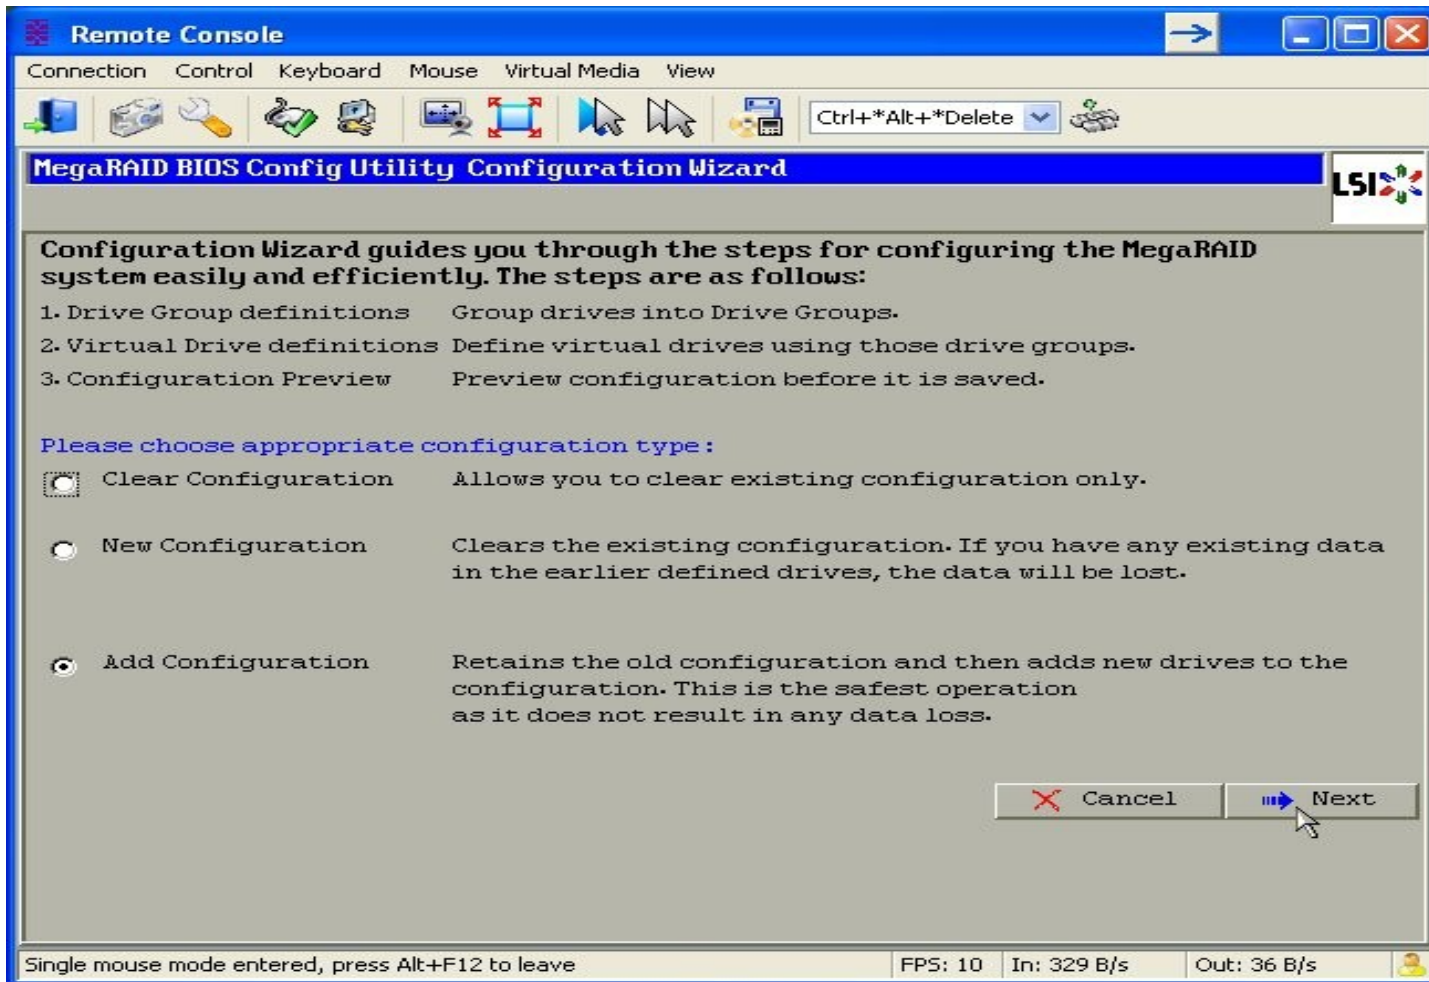 Remote Console
Connection Control Keyboard Mouse Virtual Media View
Ctrl+*Alt+*Delete
MegaRAID BIOS Config Utility Configuration Wizard
LSI
Configuration Wizard guides you through the steps for configuring the MegaRAID
system easily and efficiently. The steps are as follows:
1. Drive Group definitions Group drives into Drive Groups.
2. Virtual Drive definitions Define virtual drives using those drive groups.
3. Configuration Preview Preview configuration before it is saved.
Please choose appropriate configuration type:
Clear Configuration Allows you to clear existing configuration only.
New Configuration Clears the existing configuration. If you have any existing data
in the earlier defined drives, the data will be lost.
Add Configuration Retains the old configuration and then adds new drives to the
configuration. This is the safest operation
as it does not result in any data loss.
Cancel Next
Single mouse mode entered, press Alt+F12 to leave FPS: 10 In: 329 B/s Out: 36 B/s